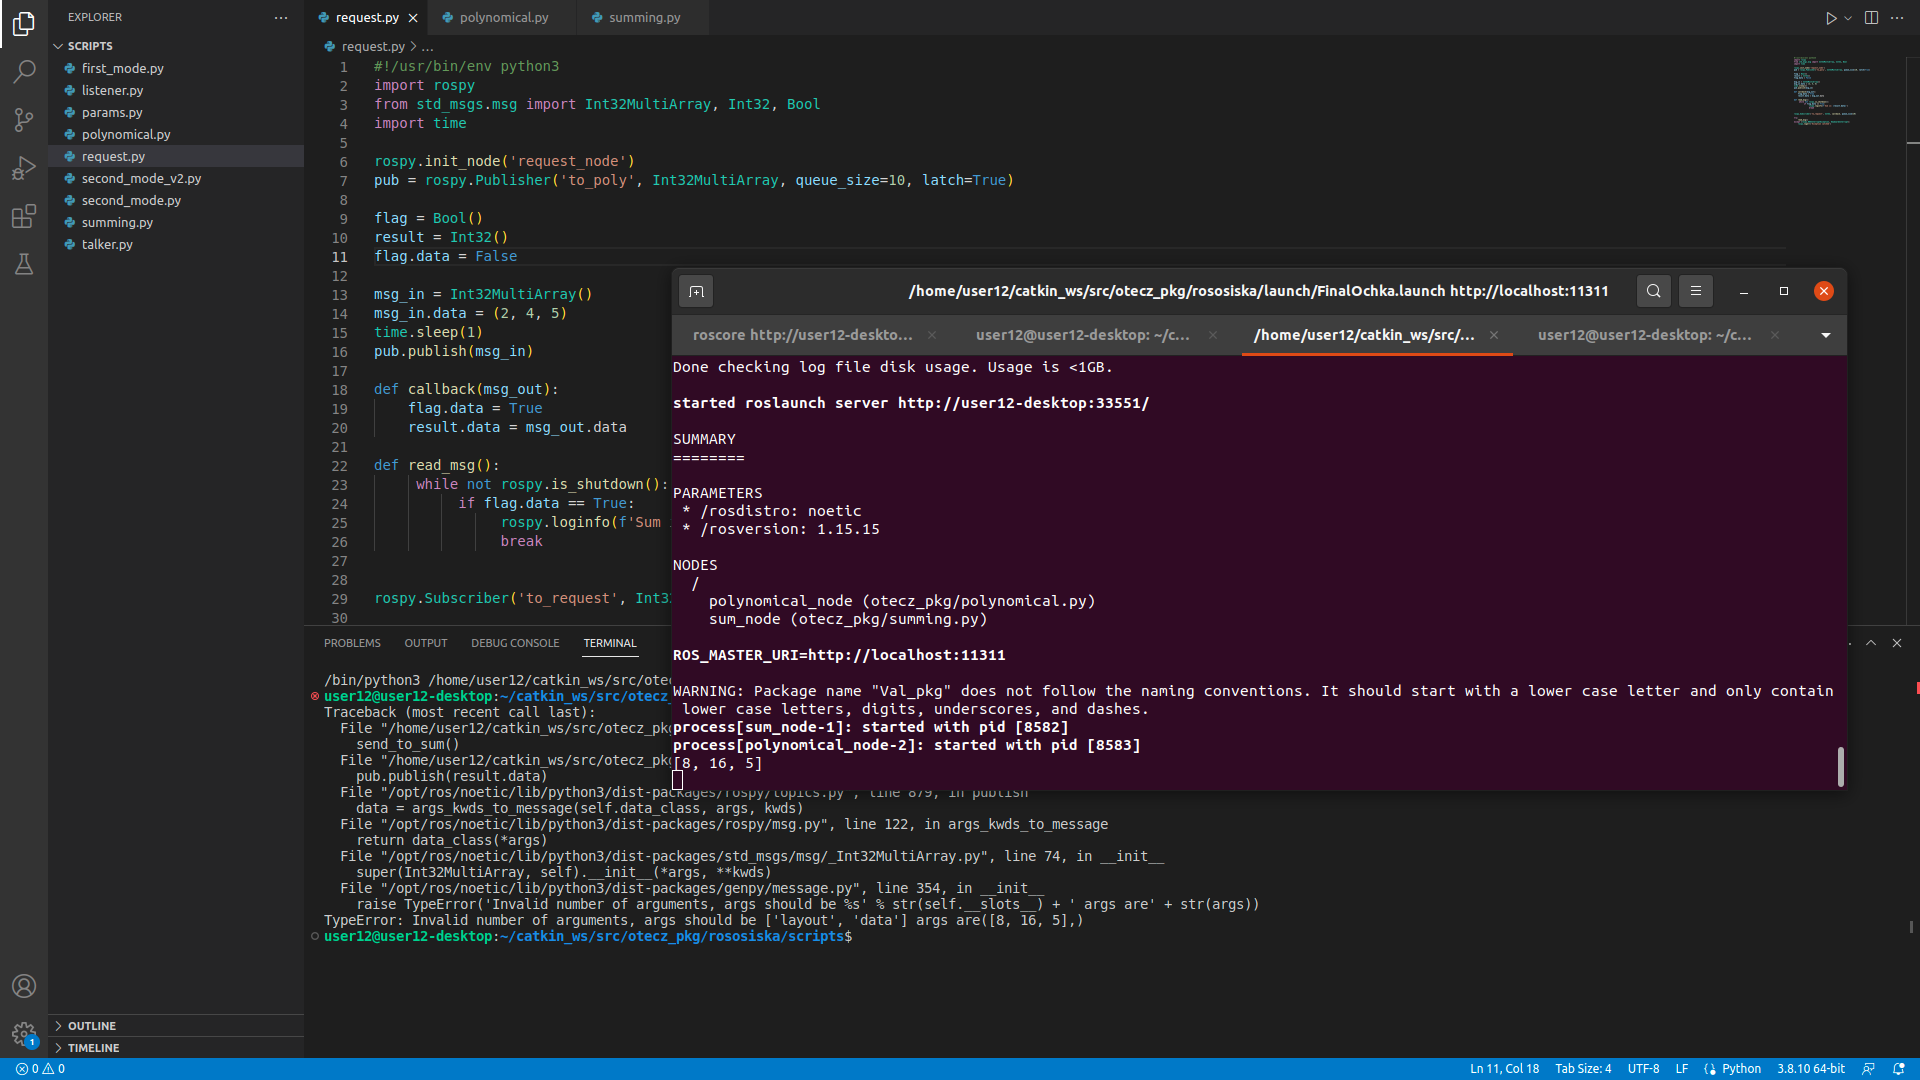 EXPLORER
SCRIPTS
first_mode.py
listener.py
params.py
polynomical.py
request.py
second_mode_v2.py
second_mode.py
summing.py
talker.py
OUTLINE
TIMELINE
request.py
polynomical.py
summing.py
request.py > ...
1 #!/usr/bin/env python3
2 import rospy
3 from std_msgs.msg import Int32MultiArray, Int32, Bool
4 import time
5
6 rospy.init_node('request_node')
7 pub = rospy.Publisher('to_poly', Int32MultiArray, queue_size=10, latch=True)
8
9 flag = Bool()
10 result = Int32()
11 flag.data = False
12
13 msg_in = Int32MultiArray()
14 msg_in.data = (2, 4, 5)
15 time.sleep(1)
16 pub.publish(msg_in)
17
18 def callback(msg_out):
19 flag.data = True
20 result.data = msg_out.data
21
22 def read_msg():
23 while not rospy.is_shutdown():
24 if flag.data == True:
25 rospy.loginfo(f'Sum
26 break
27
28
29 rospy.Subscriber('to_request', Int3
30
/home/user12/catkin_ws/src/otecz_pkg/rososiska/launch/FinalOchka.launch http://localhost:11311
roscore http://user12-deskto...
user12@user12-desktop: ~/c...
/home/user12/catkin_ws/src/...
user12@user12-desktop: ~/c...
Done checking log file disk usage. Usage is <1GB.
started roslaunch server http://user12-desktop:33551/
SUMMARY
========
PARAMETERS
* /rosdistro: noetic
* /rosversion: 1.15.15
NODES
/
polynomical_node (otecz_pkg/polynomical.py)
sum_node (otecz_pkg/summing.py)
ROS_MASTER_URI=http://localhost:11311
WARNING: Package name "Val_pkg" does not follow the naming conventions. It should start with a lower case letter and only contain
lower case letters, digits, underscores, and dashes.
process[sum_node-1]: started with pid [8582]
process[polynomical_node-2]: started with pid [8583]
[8, 16, 5]
PROBLEMS
OUTPUT
DEBUG CONSOLE
TERMINAL
/bin/python3 /home/user12/catkin_ws/src/otec
user12@user12-desktop:~/catkin_ws/src/otecz_
Traceback (most recent call last):
File "/home/user12/catkin_ws/src/otecz_pkg
send_to_sum()
File "/home/user12/catkin_ws/src/otecz_pkg
pub.publish(result.data)
File "/opt/ros/noetic/lib/python3/dist-packages/rospy/topics.py", line 879, in publish
data = args_kwds_to_message(self.data_class, args, kwds)
File "/opt/ros/noetic/lib/python3/dist-packages/rospy/msg.py", line 122, in args_kwds_to_message
return data_class(*args)
File "/opt/ros/noetic/lib/python3/dist-packages/std_msgs/msg/_Int32MultiArray.py", line 74, in __init__
super(Int32MultiArray, self).__init__(*args, **kwds)
File "/opt/ros/noetic/lib/python3/dist-packages/genpy/message.py", line 354, in __init__
raise TypeError('Invalid number of arguments, args should be %s' % str(self.__slots__) + ' args are' + str(args))
TypeError: Invalid number of arguments, args should be ['layout', 'data'] args are([8, 16, 5],)
user12@user12-desktop:~/catkin_ws/src/otecz_pkg/rososiska/scripts$
1
0 0
Ln 11, Col 18
Tab Size: 4
UTF-8
LF
Python
3.8.10 64-bit